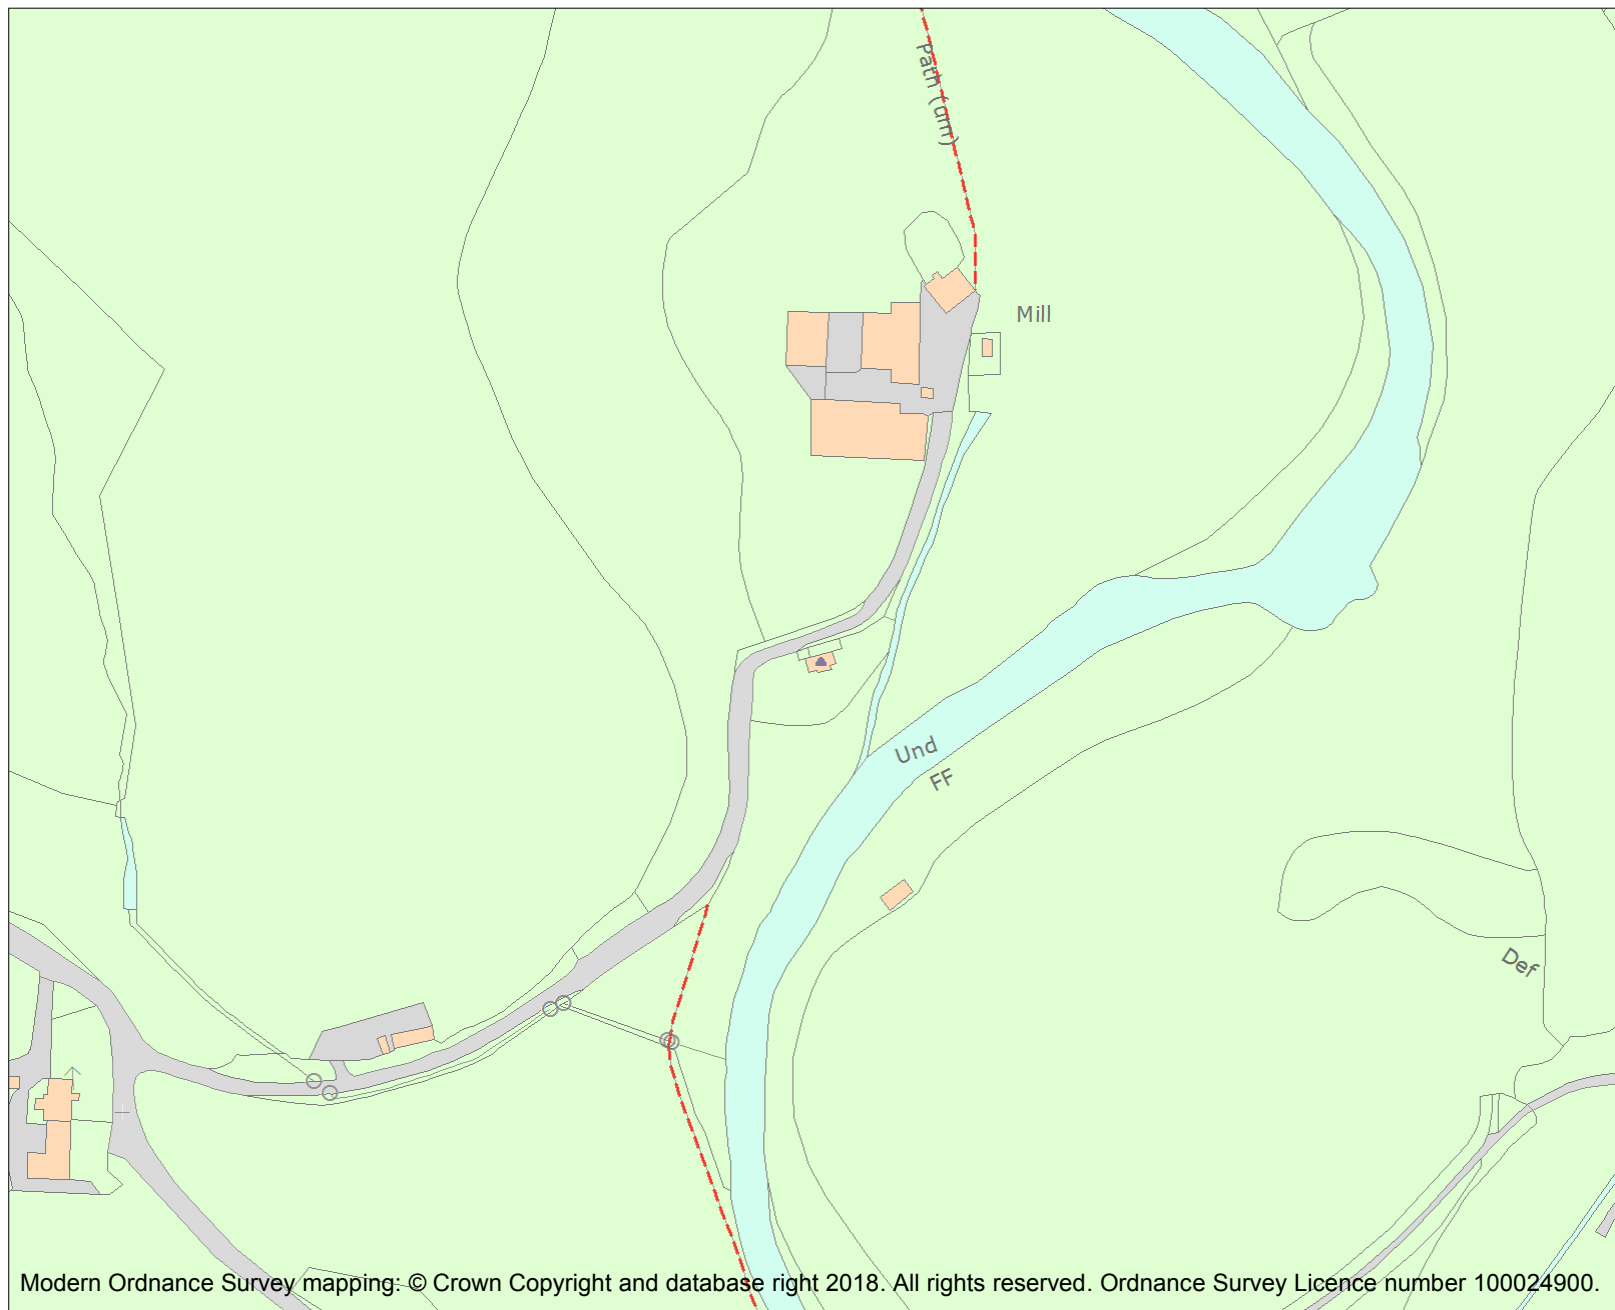 Path (um)
Mill
Und
FF
Def
Modern Ordnance Survey mapping: © Crown Copyright and database right 2018. All rights reserved. Ordnance Survey Licence number 100024900.